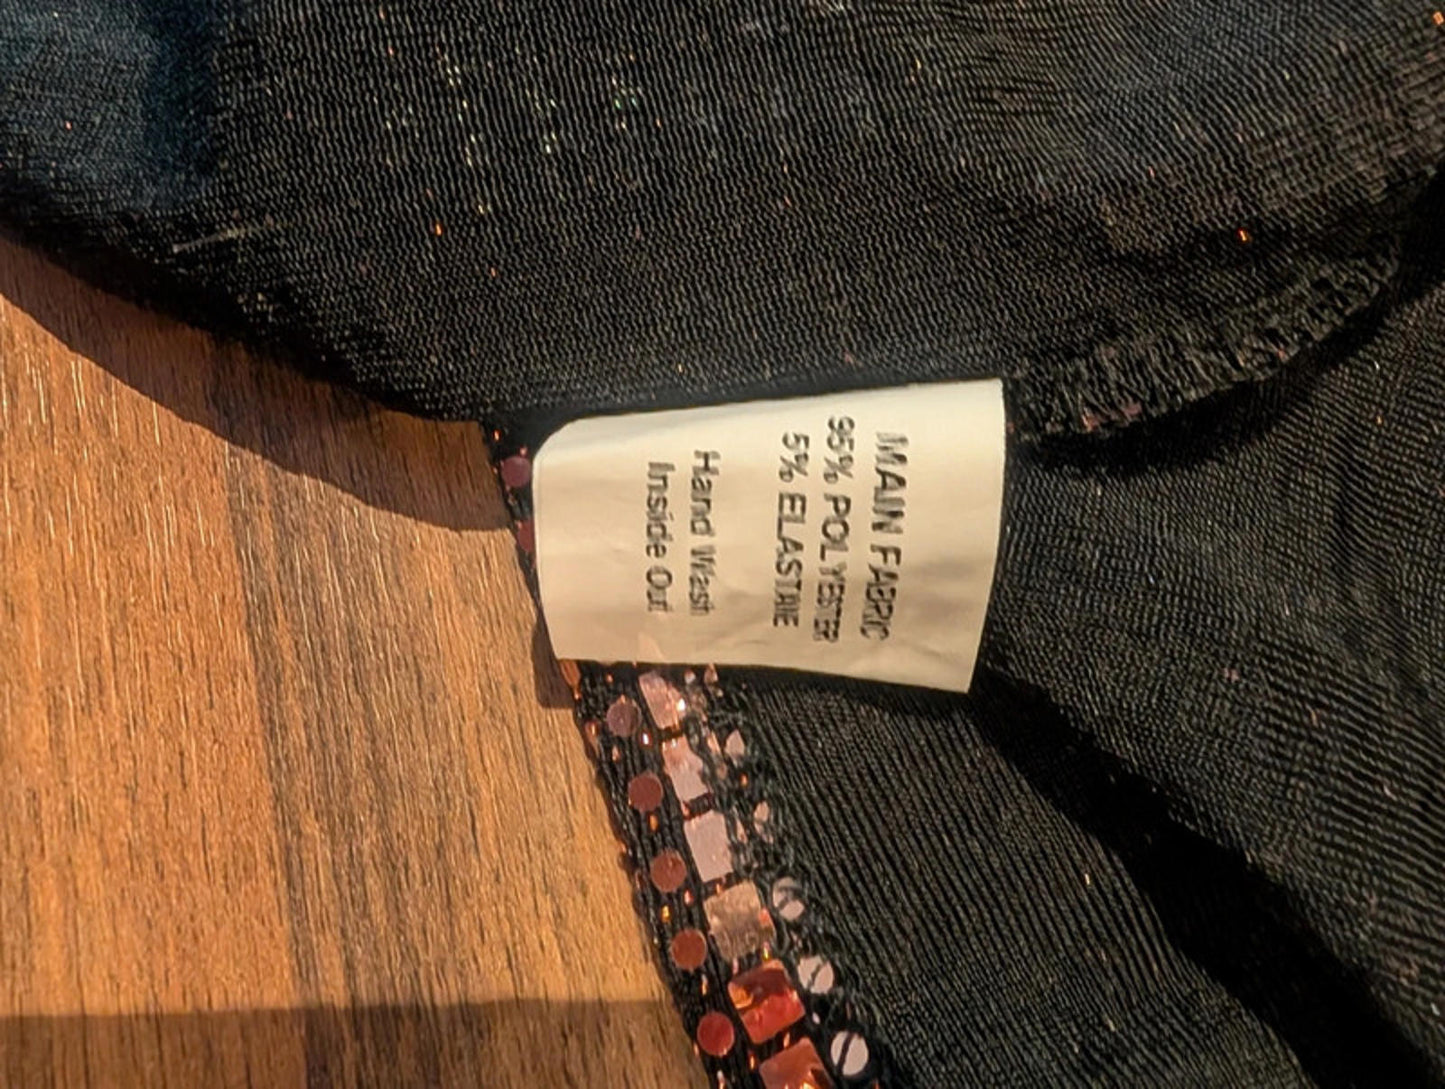 MAIN FABRIC
95% POLYESTER
5% ELASTANE
Hand Wash
Inside Out